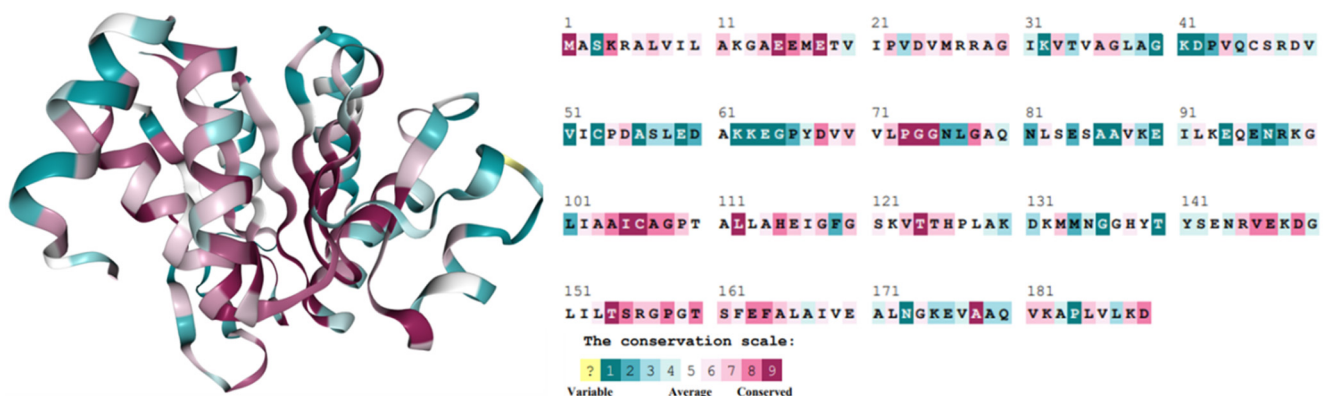 1 11 21 31 41
MASKRALVIL AKGAEEMETV IPVDVMRRAG IKVTVAGLAG KDPVQCSRDV
51 61 71 81 91
VICPDASLED AKKEGPYDVV VLPGGNLGAQ NLSESAAVKE ILKEQENRKG
101 111 121 131 141
LIAAICAGPT ALLAHEIGFG SKVTTHPLAK DKMMNGGHYT YSENRVEKDG
151 161 171 181
LILTSRGPGT SFEFALAIVE ALNGKEVAAQ VKAPLVLKD
The conservation scale:
? 1 2 3 4 5 6 7 8 9
Variable Average Conserved